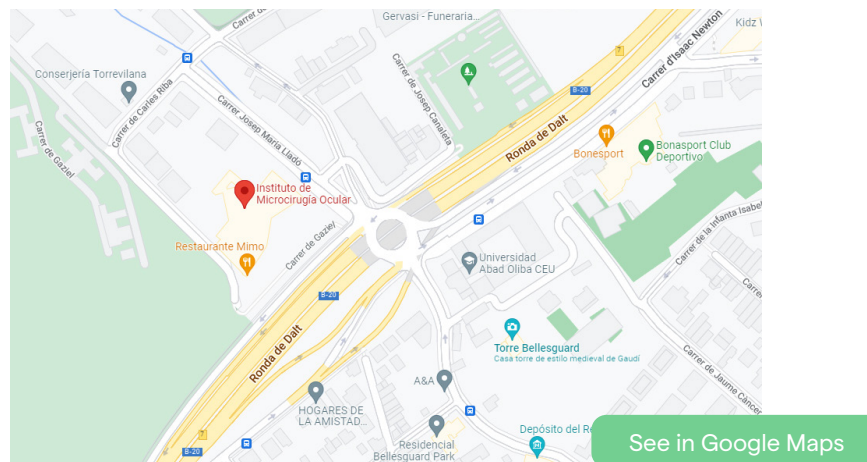 Gervasi - Funeraria...
Kidz
Conserjería Torrevilana
Carrer de Carles Riba
Carrer de Josep Canaleta
Carrer d'Isaac Newton
7
B-20
Carrer Josep Maria Lladó
Ronda de Dalt
Carrer de Gaziel
Bonesport
Bonasport Club
Deportivo
Instituto de
Microcirugía Ocular
Carrer de la Infanta Isabel
Restaurante Mimo
Carrer de Gaziel
Universidad
Abad Oliba CEU
B-20
Torre Bellesguard
Casa torre de estilo medieval de Gaudí
Ronda de Dalt
Carrer de Jaume Càncer
A&A
HOGARES DE
LA AMISTAD...
7
B-20
Residencial
Bellesguard Park
Depósito del
See in Google Maps